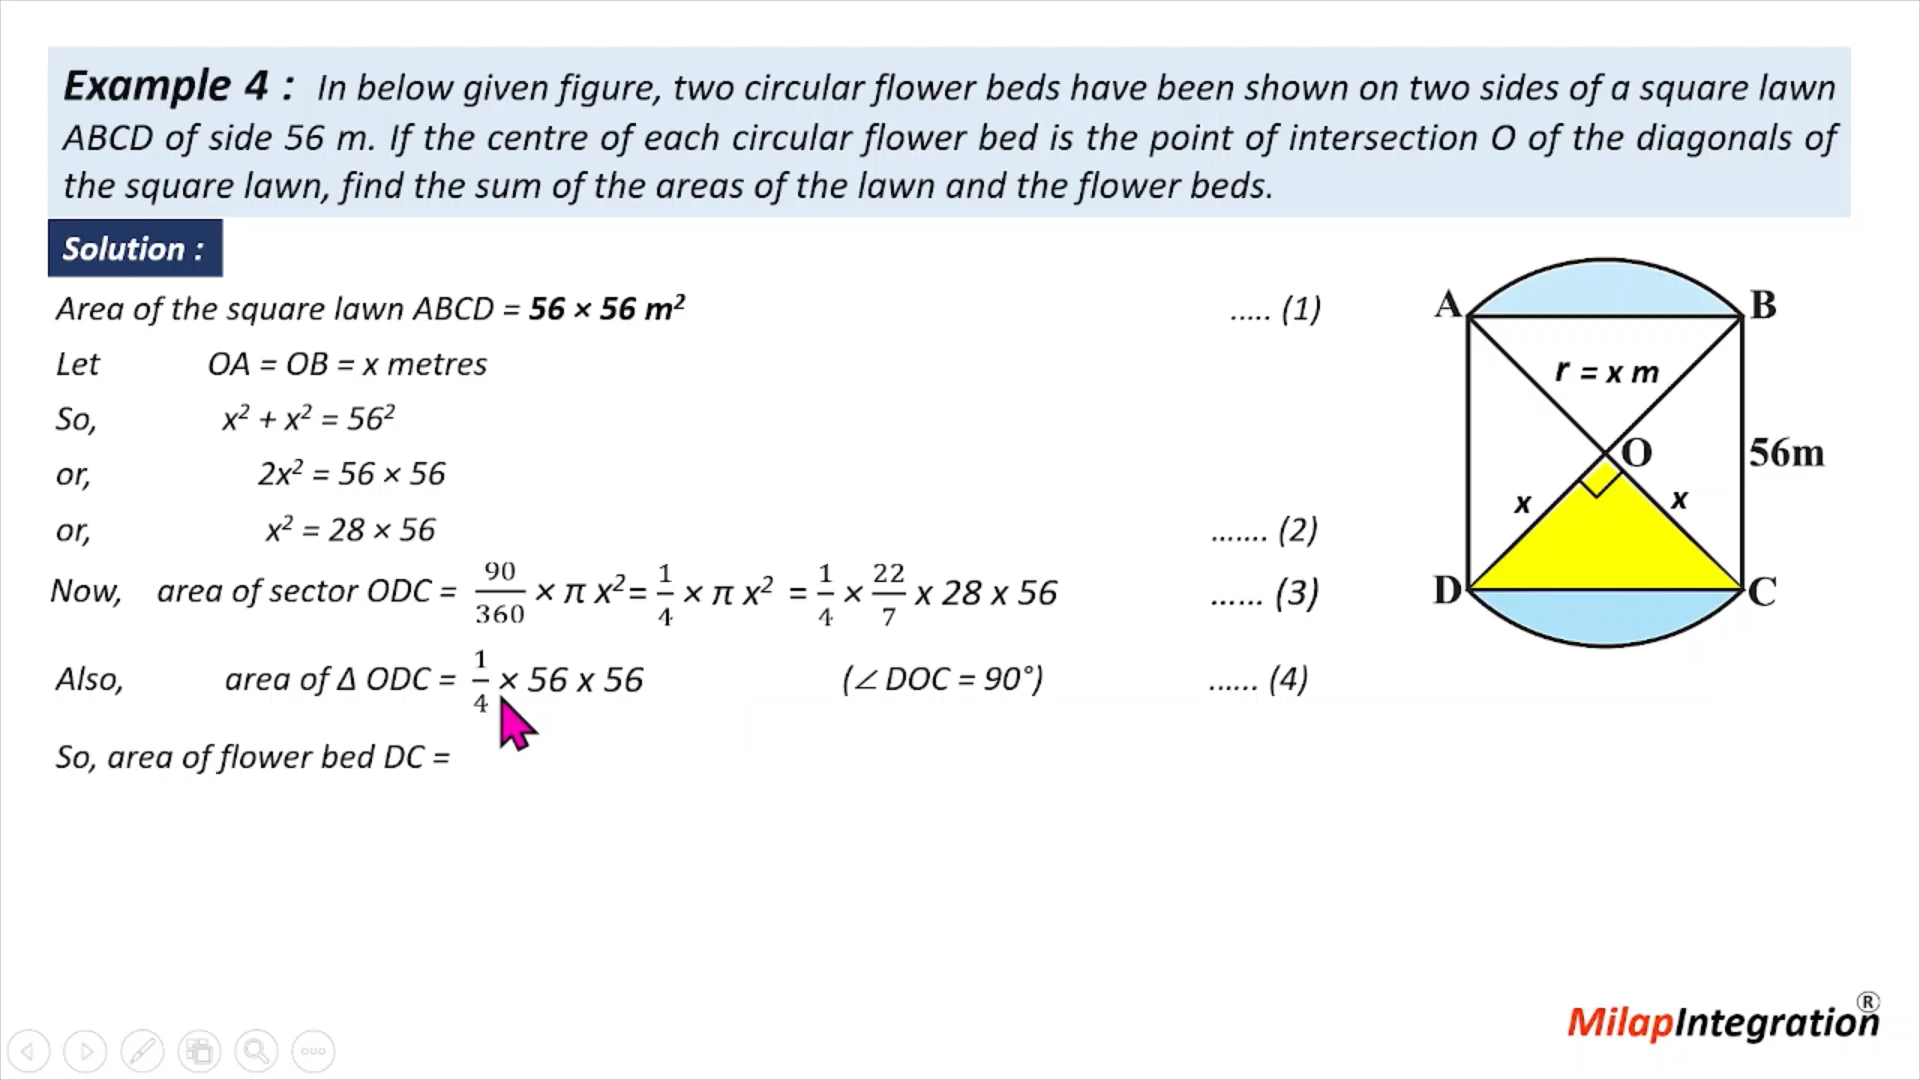 Example 4 : In below given figure, two circular flower beds have been shown on two sides of a square lawn
ABCD of side 56 m. If the centre of each circular flower bed is the point of intersection O of the diagonals of
the square lawn, find the sum of the areas of the lawn and the flower beds.
Solution :
Area of the square lawn ABCD = 56 × 56 m² ..... (1)
Let OA = OB = x metres
So, x² + x² = 56²
or, 2x² = 56 × 56
or, x² = 28 × 56 ....... (2)
Now, area of sector ODC = 90/360 × π x² = 1/4 × π x² = 1/4 × 22/7 x 28 x 56 ...... (3)
Also, area of Δ ODC = 1/4 × 56 x 56 (∠ DOC = 90°) ...... (4)
So, area of flower bed DC =
A B
r = x m
O 56m
x x
D C
MilapIntegration®